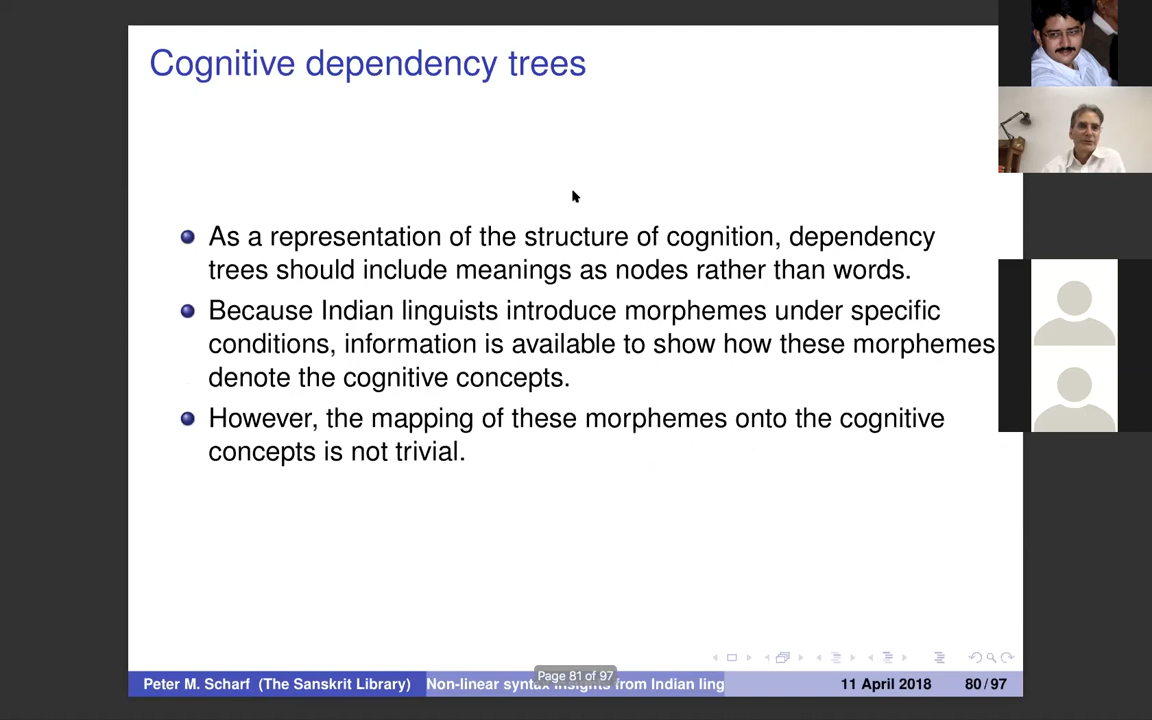 Cognitive dependency trees
As a representation of the structure of cognition, dependency
trees should include meanings as nodes rather than words.
Because Indian linguists introduce morphemes under specific
conditions, information is available to show how these morphemes
denote the cognitive concepts.
However, the mapping of these morphemes onto the cognitive
concepts is not trivial.
Page 81 of 97
Peter M. Scharf (The Sanskrit Library) Non-linear syntax insights from Indian ling 11 April 2018 80/97